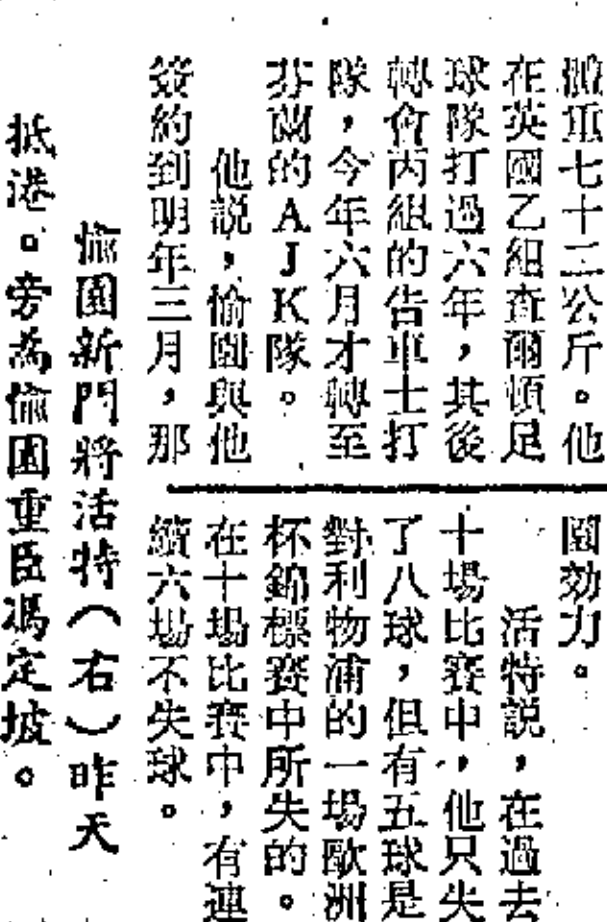 體重七十二公斤。他
在英國乙組查爾頓足
球隊打過六年，其後
轉會丙組的告車士打
隊，今年六月才轉至
芬蘭的ＡＪＫ隊。
他說，愉園與他
簽約到明年三月，那
園効力。
活特說，在過去
十場比賽中，他只失
了八球，但有五球是
對利物浦的一場歐洲
杯錦標賽中所失的。
在十場比賽中，有連
續六場不失球。
愉園新門將活特（右）昨天
抵港。旁為愉園重臣馮定坡。